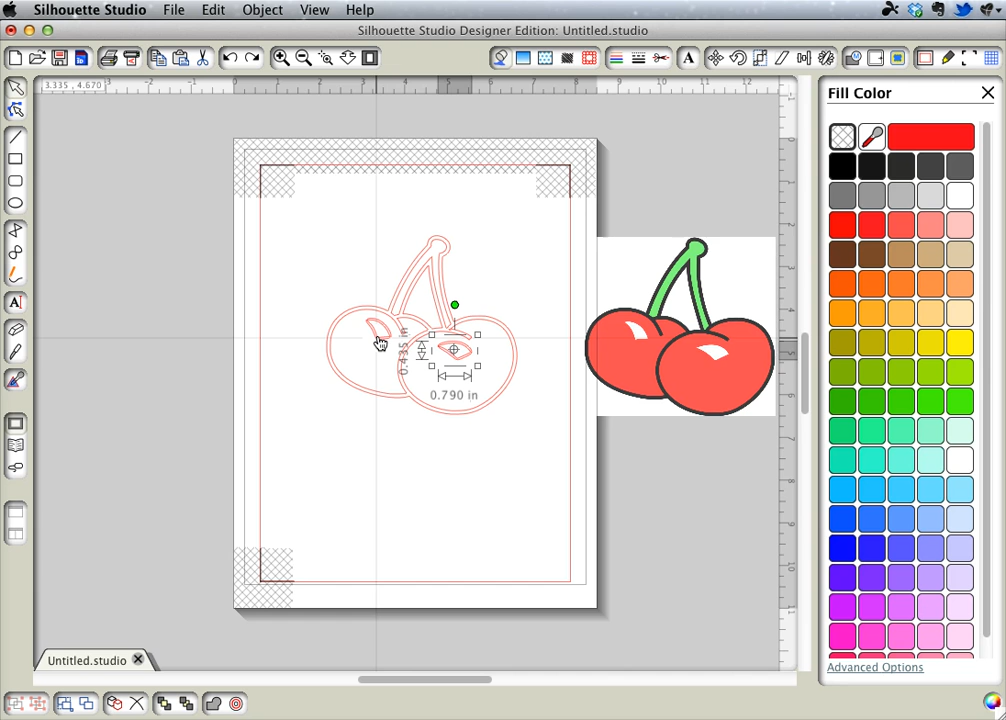 Silhouette Studio File Edit Object View Help
Silhouette Studio Designer Edition: Untitled.studio
3.335 , 4.670
Fill Color
0.435 in
0.790 in
Untitled.studio
Advanced Options